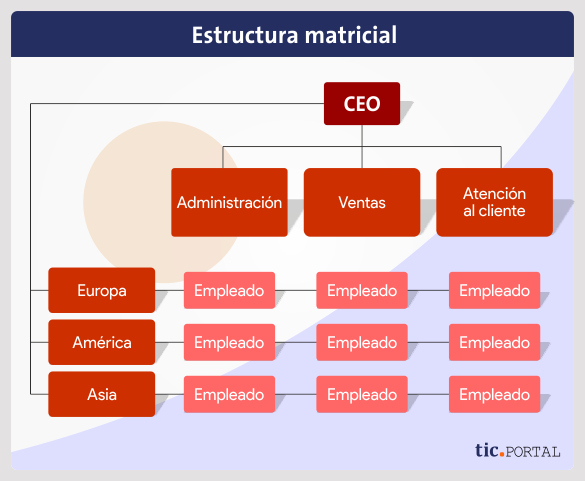 Estructura matricial
CEO
Administración
Ventas
Atención
al cliente
Europa
Empleado
Empleado
Empleado
América
Empleado
Empleado
Empleado
Asia
Empleado
Empleado
Empleado
tic.PORTAL